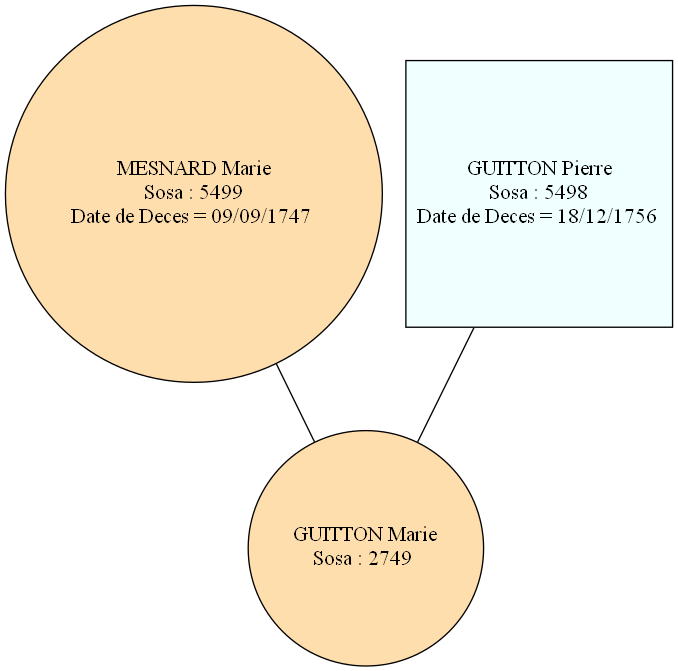 MESNARD Marie
Sosa : 5499
Date de Deces = 09/09/1747
GUITTON Pierre
Sosa : 5498
Date de Deces = 18/12/1756
GUITTON Marie
Sosa : 2749